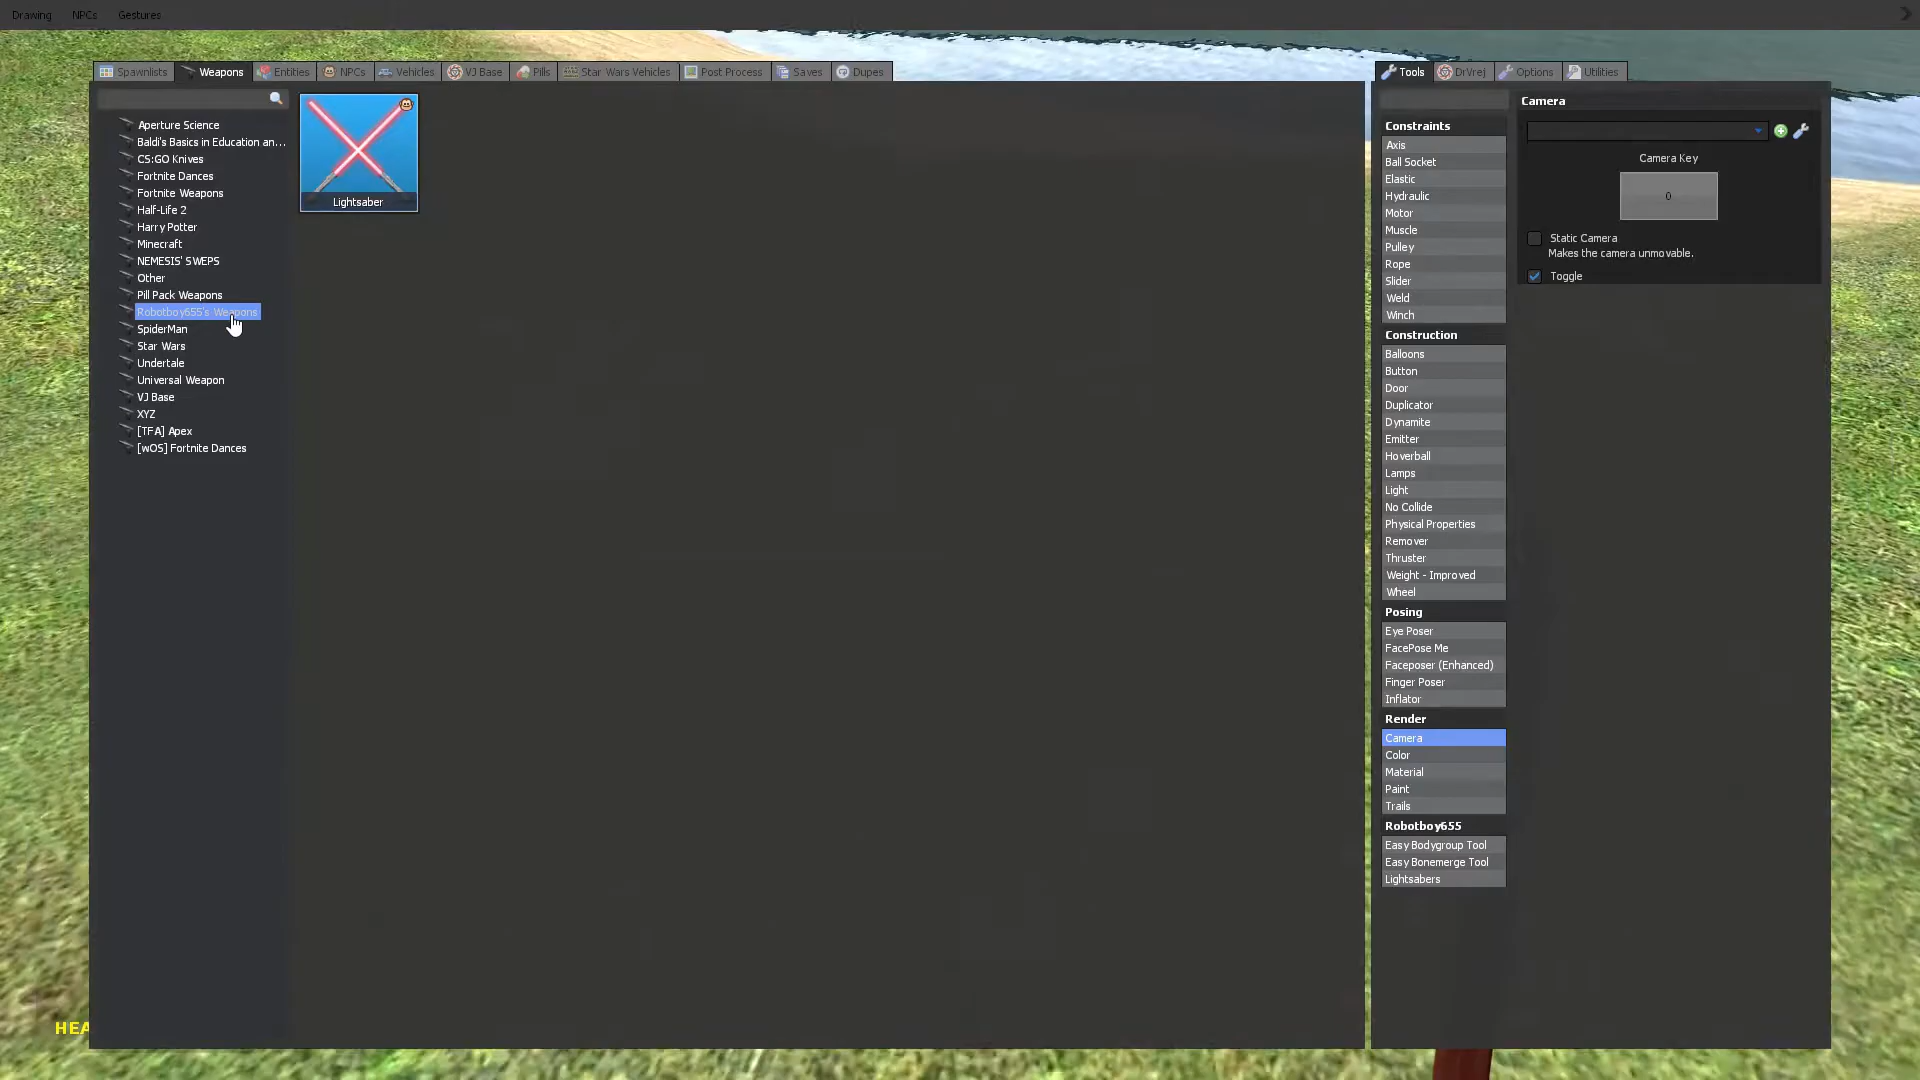 Drawing NPCs Gestures
Spawnlists Weapons Entities NPCs Vehicles VJ Base Pills Star Wars Vehicles Post Process Saves Dupes
Aperture Science
Baldi's Basics in Education an...
CS:GO Knives
Fortnite Dances
Fortnite Weapons
Half-Life 2
Harry Potter
Minecraft
NEMESIS' SWEPS
Other
Pill Pack Weapons
Robotboy655's Weapons
SpiderMan
Star Wars
Undertale
Universal Weapon
VJ Base
XYZ
[TFA] Apex
[wOS] Fortnite Dances
Lightsaber
HEA
Tools DrVrej Options Utilities
Constraints
Axis
Ball Socket
Elastic
Hydraulic
Motor
Muscle
Pulley
Rope
Slider
Weld
Winch
Construction
Balloons
Button
Door
Duplicator
Dynamite
Emitter
Hoverball
Lamps
Light
No Collide
Physical Properties
Remover
Thruster
Weight - Improved
Wheel
Posing
Eye Poser
FacePose Me
Faceposer (Enhanced)
Finger Poser
Inflator
Render
Camera
Color
Material
Paint
Trails
Robotboy655
Easy Bodygroup Tool
Easy Bonemerge Tool
Lightsabers
Camera
Camera Key
0
Static Camera
Makes the camera unmovable.
Toggle